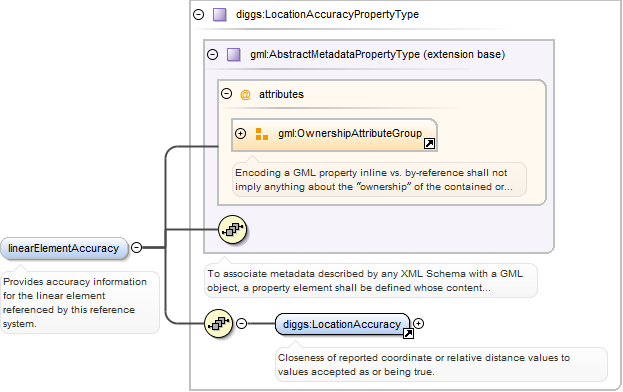 diggs:LocationAccuracyPropertyType
gml:AbstractMetadataPropertyType (extension base)
@ attributes
gml:OwnershipAttributeGroup
Encoding a GML property inline vs. by-reference shall not
imply anything about the "ownership" of the contained or...
linearElementAccuracy
Provides accuracy information
for the linear element
referenced by this reference
system.
To associate metadata described by any XML Schema with a GML
object, a property element shall be defined whose content...
diggs:LocationAccuracy
Closeness of reported coordinate or relative distance values to
values accepted as or being true.